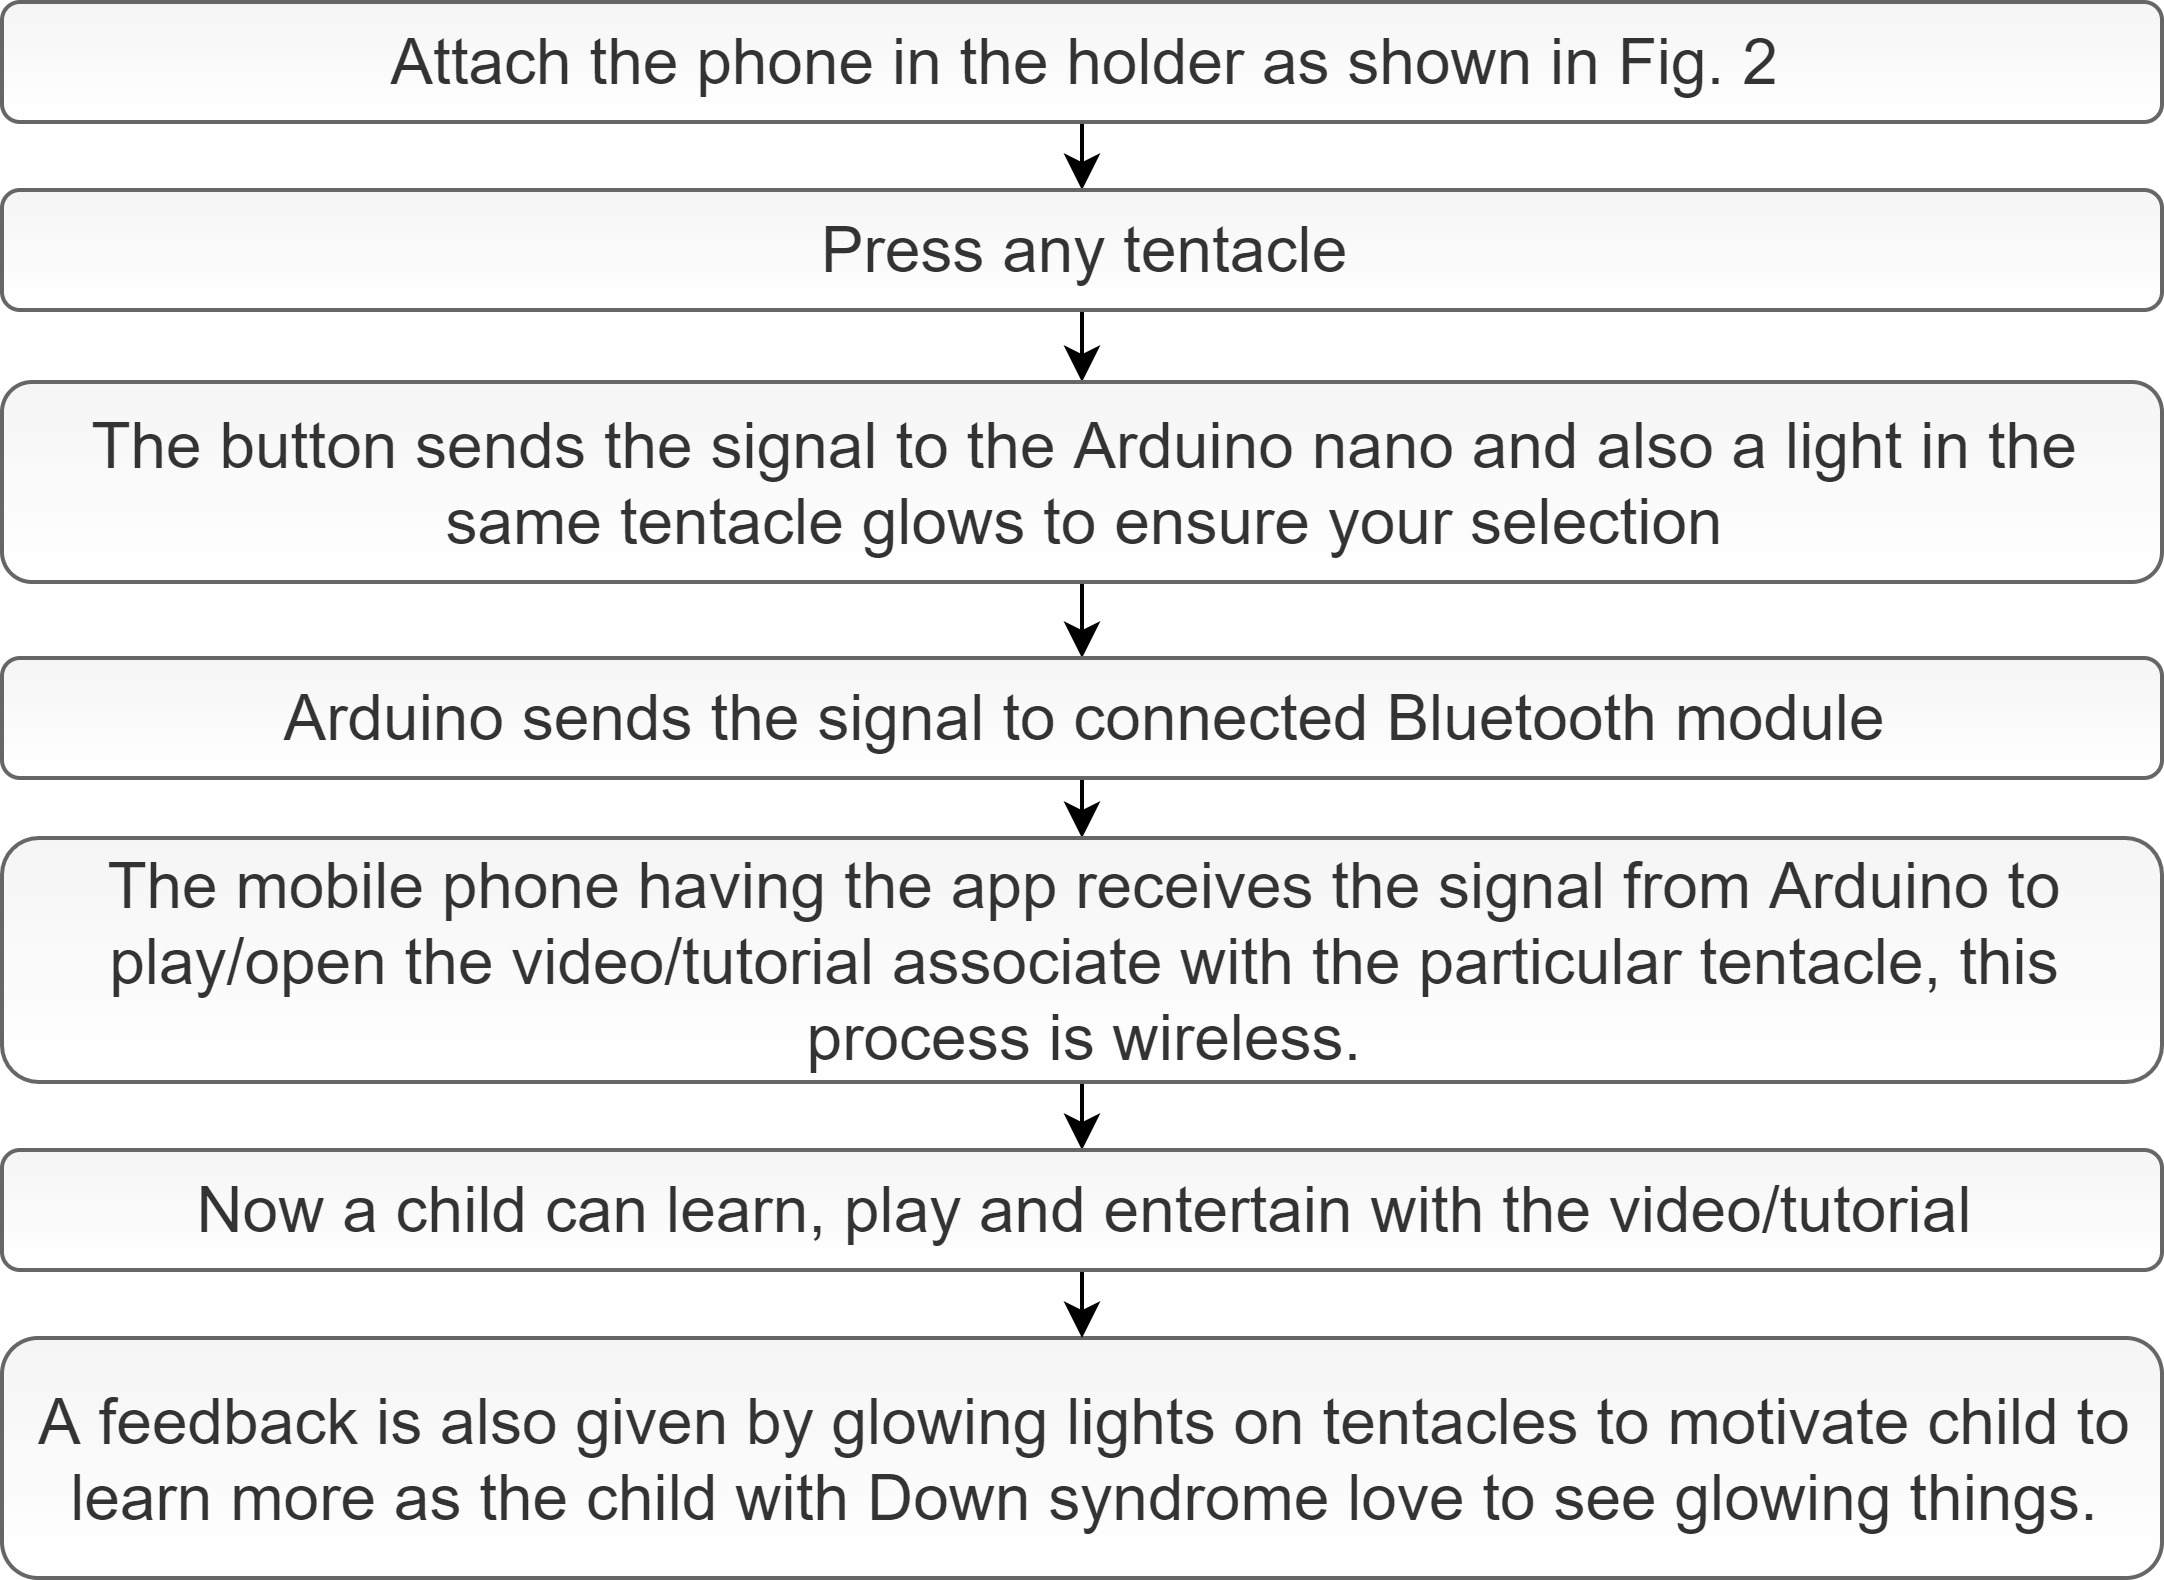 Attach the phone in the holder as shown in Fig. 2
Press any tentacle
The button sends the signal to the Arduino nano and also a light in the
same tentacle glows to ensure your selection
Arduino sends the signal to connected Bluetooth module
The mobile phone having the app receives the signal from Arduino to
play/open the video/tutorial associate with the particular tentacle, this
process is wireless.
Now a child can learn, play and entertain with the video/tutorial
A feedback is also given by glowing lights on tentacles to motivate child to
learn more as the child with Down syndrome love to see glowing things.